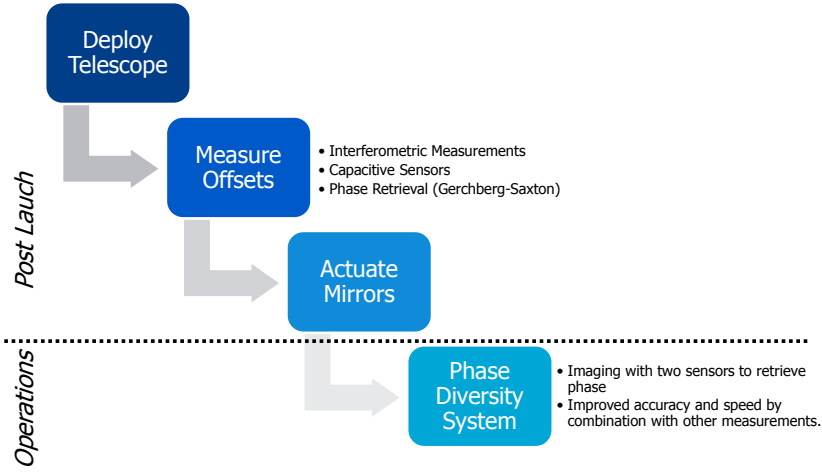 Deploy
Telescope
Post Lauch
Measure
Offsets
• Interferometric Measurements
• Capacitive Sensors
• Phase Retrieval (Gerchberg-Saxton)
Actuate
Mirrors
Operations
Phase
Diversity
System
• Imaging with two sensors to retrieve
phase
• Improved accuracy and speed by
combination with other measurements.